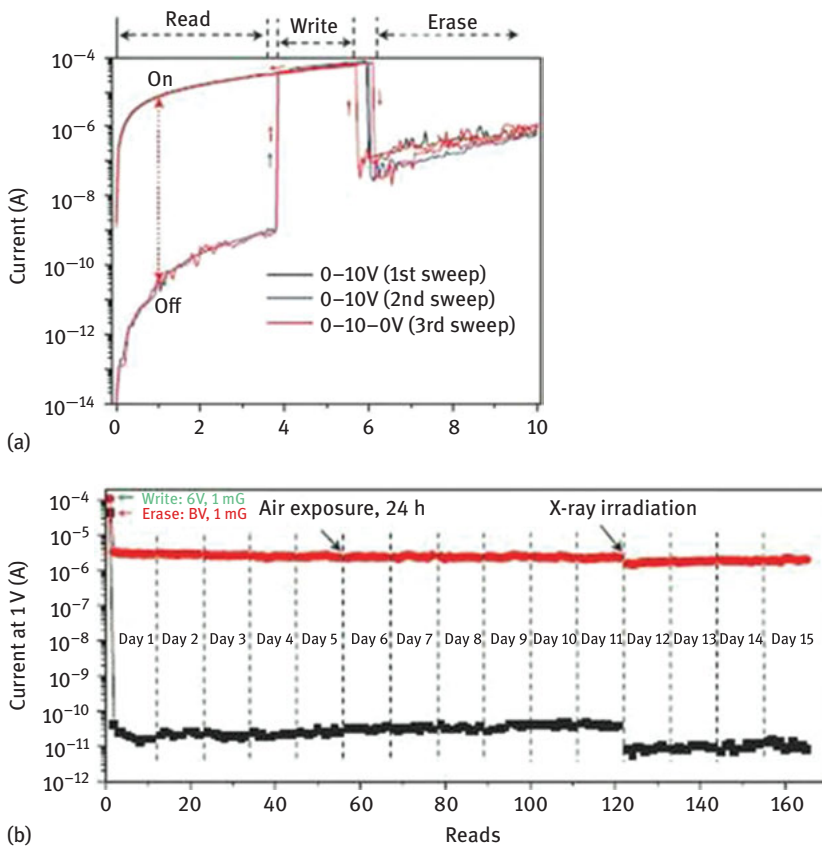 Read Write Erase
10⁻⁴
10⁻⁶
10⁻⁸
10⁻¹⁰
10⁻¹²
10⁻¹⁴
Current (A)
On
Off
0–10V (1st sweep)
0–10V (2nd sweep)
0–10–0V (3rd sweep)
0 2 4 6 8 10
(a)
10⁻⁴
10⁻⁵
10⁻⁶
10⁻⁷
10⁻⁸
10⁻⁹
10⁻¹⁰
10⁻¹¹
10⁻¹²
Current at 1 V (A)
Write: 6V, 1 mG
Erase: BV, 1 mG
Air exposure, 24 h
X-ray irradiation
Day 1 Day 2 Day 3 Day 4 Day 5 Day 6 Day 7 Day 8 Day 9 Day 10 Day 11 Day 12 Day 13 Day 14 Day 15
0 20 40 60 80 100 120 140 160
(b)
Reads